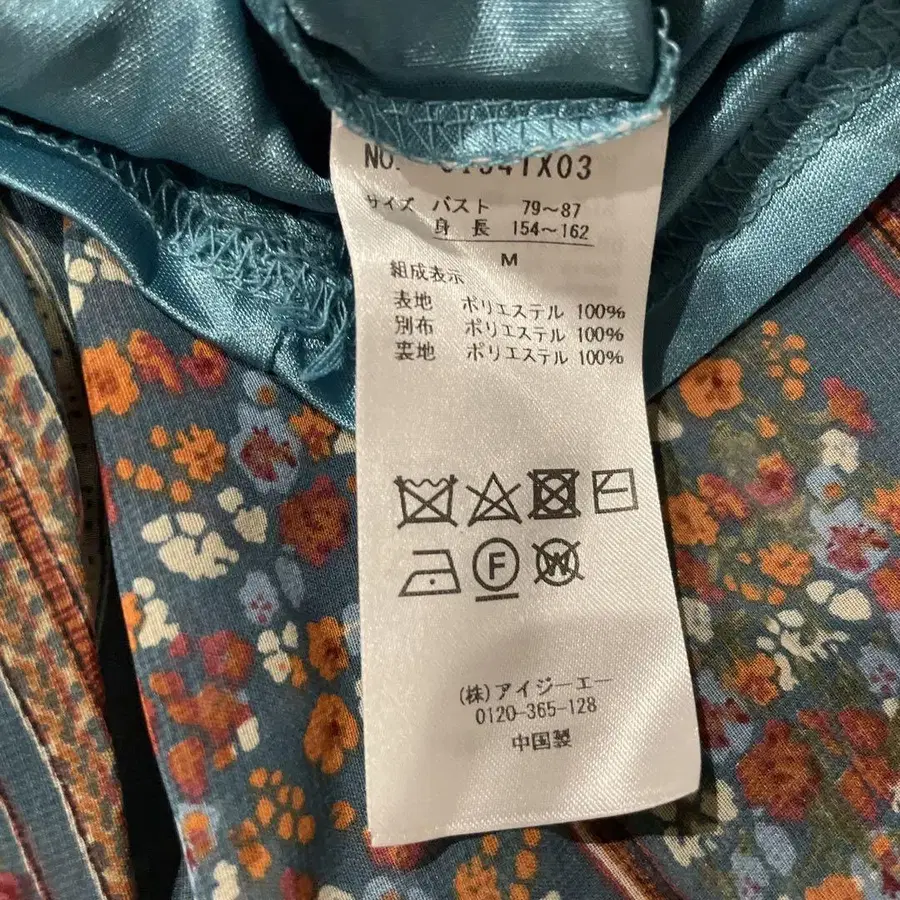 NO.
サイズ バスト 79～87
身長 154～162
M
組成表示
表地 ポリエステル 100%
別布 ポリエステル 100%
裏地 ポリエステル 100%
F
W
(株)アイジーエー
0120-365-128
中国製